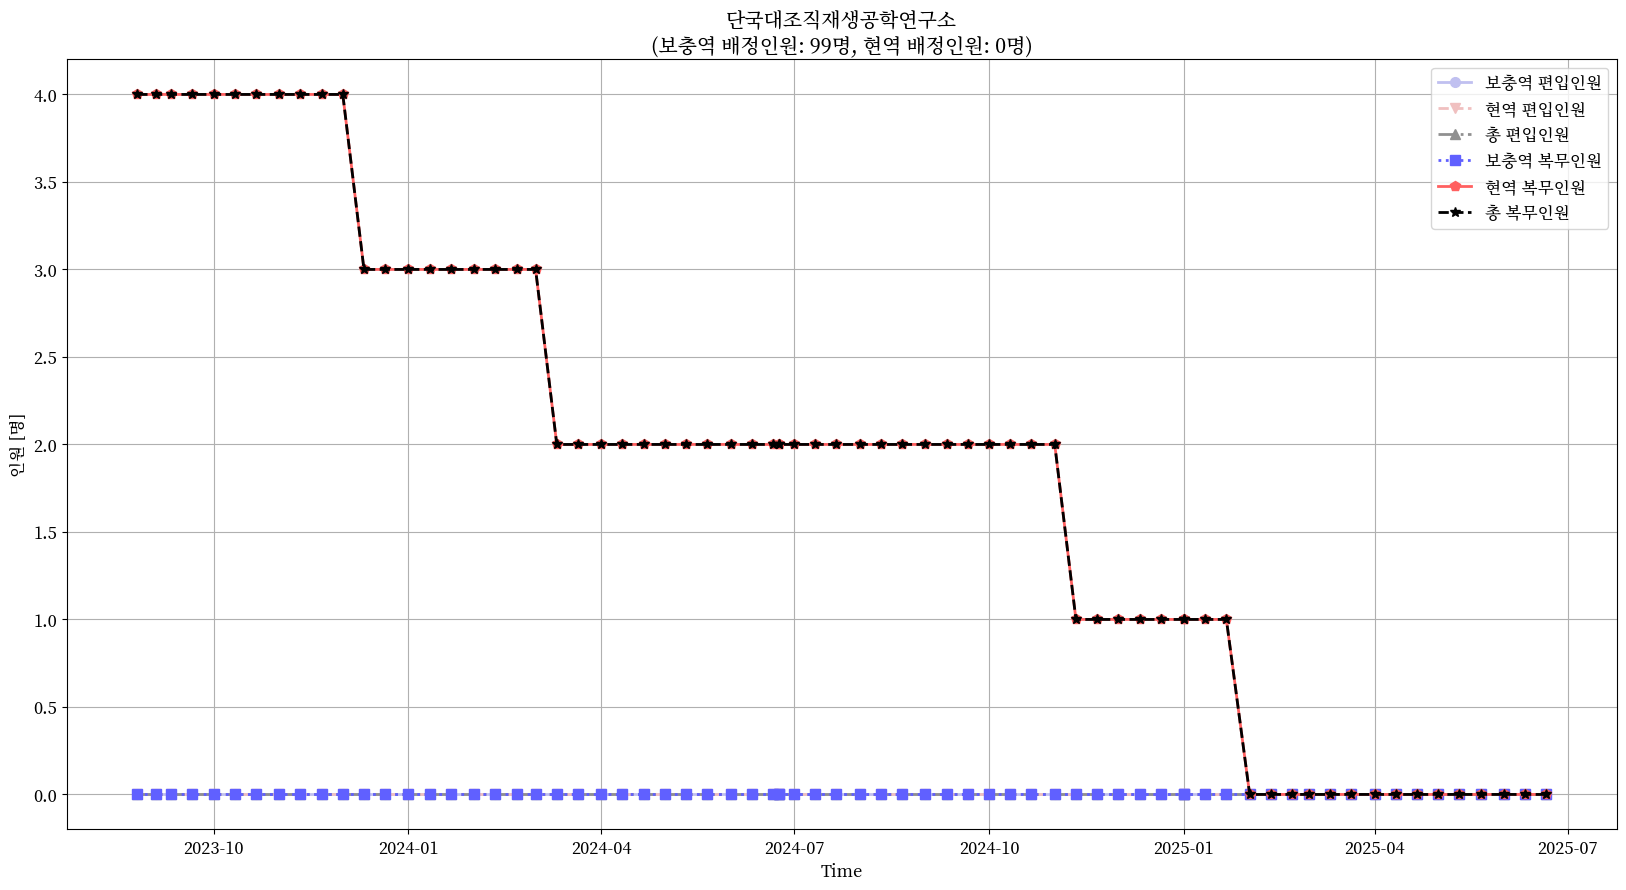 단국대조직재생공학연구소
(보충역 배정인원: 99명, 현역 배정인원: 0명)
보충역 편입인원
현역 편입인원
총 편입인원
보충역 복무인원
현역 복무인원
총 복무인원
인원 [명]
4.0
3.5
3.0
2.5
2.0
1.5
1.0
0.5
0.0
2023-10
2024-01
2024-04
2024-07
2024-10
2025-01
2025-04
2025-07
Time